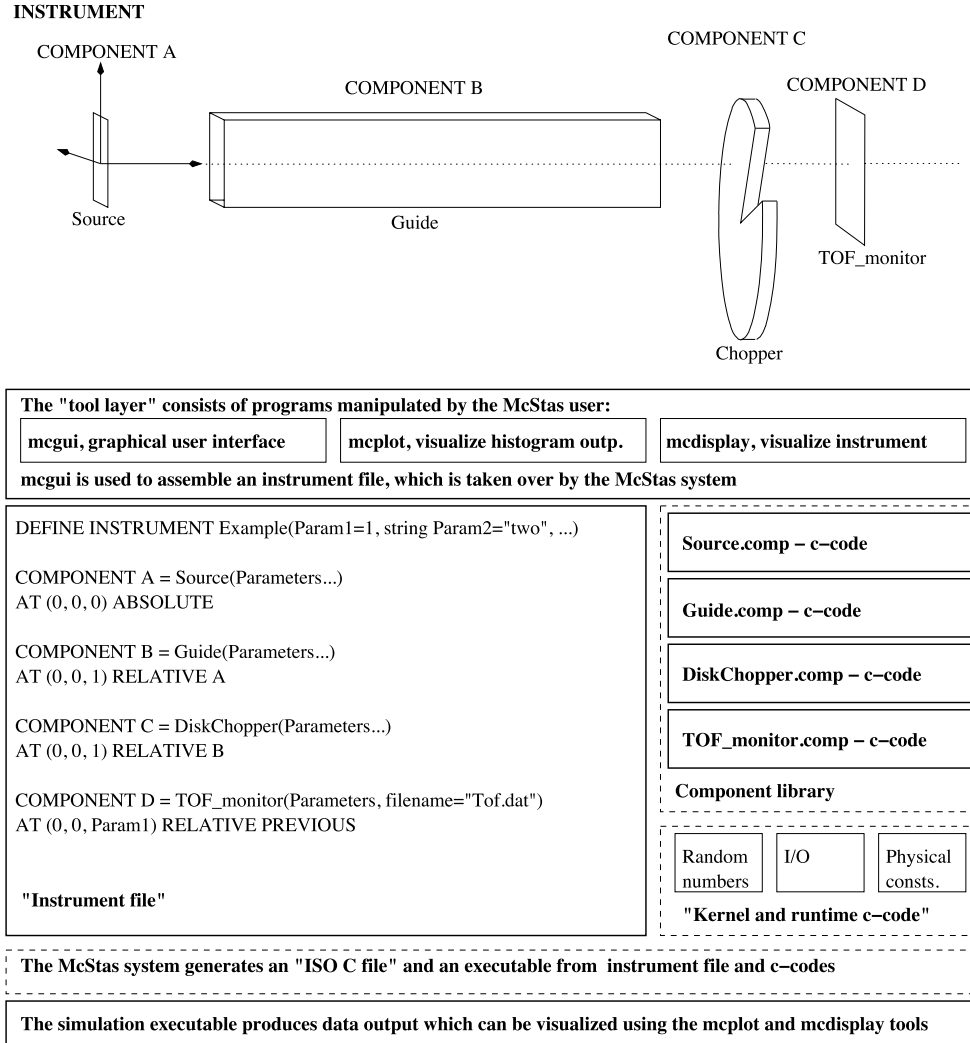 INSTRUMENT
COMPONENT A
COMPONENT B
COMPONENT C
COMPONENT D
Source
Guide
TOF_monitor
Chopper
The "tool layer" consists of programs manipulated by the McStas user:
mcgui, graphical user interface
mcplot, visualize histogram outp.
mcdisplay, visualize instrument
mcgui is used to assemble an instrument file, which is taken over by the McStas system
DEFINE INSTRUMENT Example(Param1=1, string Param2="two", ...)
COMPONENT A = Source(Parameters...)
AT (0, 0, 0) ABSOLUTE
COMPONENT B = Guide(Parameters...)
AT (0, 0, 1) RELATIVE A
COMPONENT C = DiskChopper(Parameters...)
AT (0, 0, 1) RELATIVE B
COMPONENT D = TOF_monitor(Parameters, filename="Tof.dat")
AT (0, 0, Param1) RELATIVE PREVIOUS
"Instrument file"
Source.comp – c–code
Guide.comp – c–code
DiskChopper.comp – c–code
TOF_monitor.comp – c–code
Component library
Random
numbers
I/O
Physical
consts.
"Kernel and runtime c–code"
The McStas system generates an "ISO C file" and an executable from instrument file and c–codes
The simulation executable produces data output which can be visualized using the mcplot and mcdisplay tools